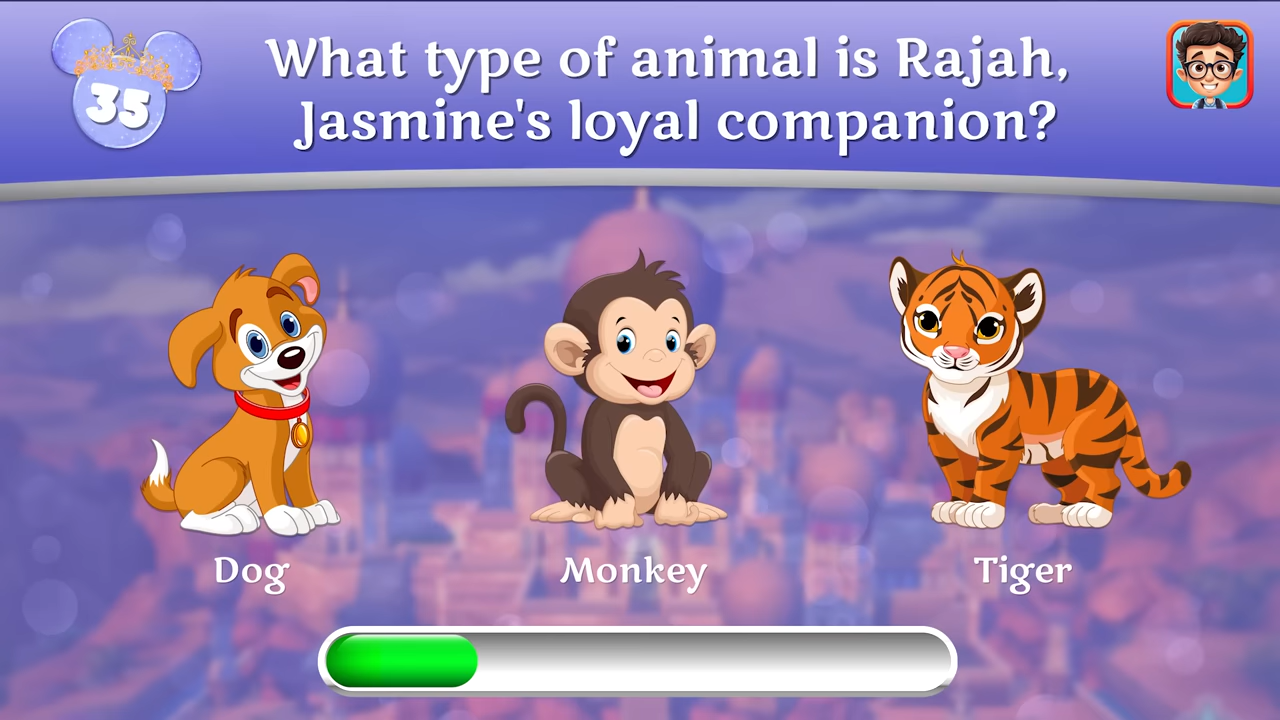 35
What type of animal is Rajah,
Jasmine's loyal companion?
Dog
Monkey
Tiger